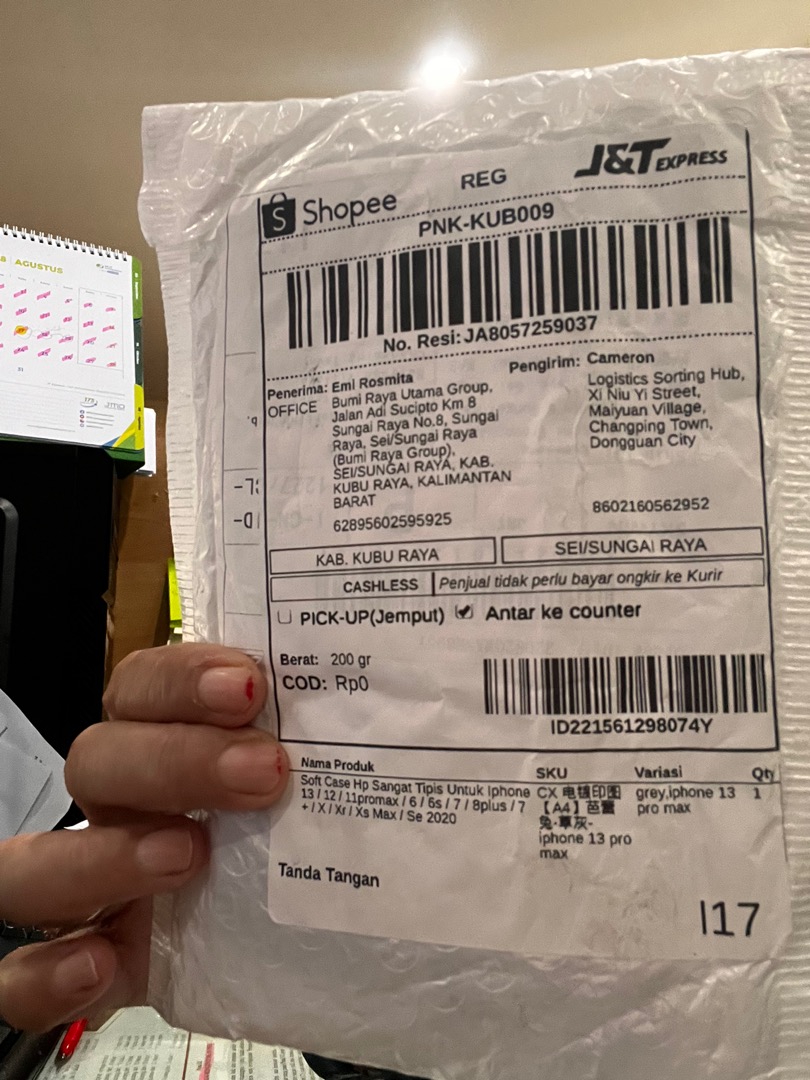 AGUSTUS
Shopee
REG
J&T EXPRESS
PNK-KUB009
No. Resi: JA8057259037
Penerima: Emi Rosmita
OFFICE
Bumi Raya Utama Group,
Jalan Adi Sucipto Km 8
Sungai Raya No.8, Sungai
Raya, Sei/Sungai Raya
(Bumi Raya Group),
SEI/SUNGAI RAYA, KAB.
KUBU RAYA, KALIMANTAN
BARAT
62895602595925
Pengirim: Cameron
Logistics Sorting Hub,
Xi Niu Yi Street,
Maiyuan Village,
Changping Town,
Dongguan City
8602160562952
KAB. KUBU RAYA
SEI/SUNGAI RAYA
CASHLESS
Penjual tidak perlu bayar ongkir ke Kurir
PICK-UP(Jemput)
Antar ke counter
Berat: 200 gr
COD: Rp0
ID221561298074Y
Nama Produk
Soft Case Hp Sangat Tipis Untuk Iphone
13 / 12 / 11promax / 6 / 6s / 7 / 8plus / 7
+ / X / Xr / Xs Max / Se 2020
SKU
CX 电镀印图
【A4】芭蕾
兔-草灰-
iphone 13 pro
max
Variasi
grey,iphone 13
pro max
Qty
1
Tanda Tangan
I17